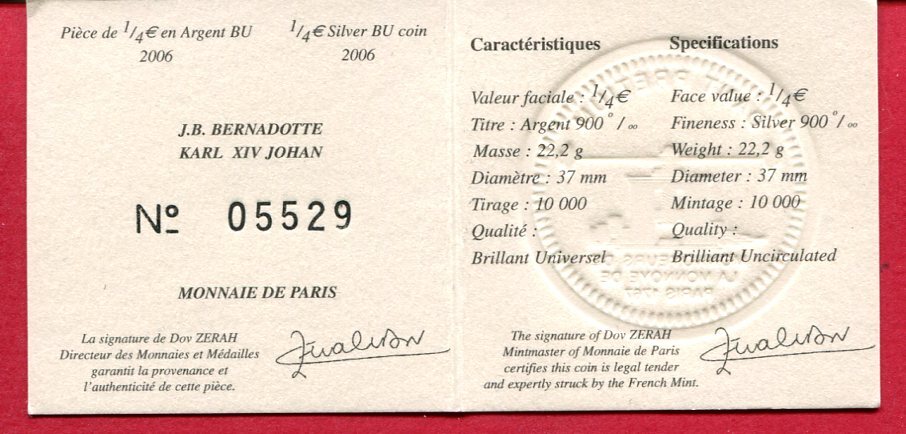 Pièce de 1/4€ en Argent BU
2006
1/4€ Silver BU coin
2006
J.B. BERNADOTTE
KARL XIV JOHAN
Nº 05529
MONNAIE DE PARIS
La signature de Dov ZERAH
Directeur des Monnaies et Médailles
garantit la provenance et
l'authenticité de cette pièce.
Caractéristiques
Valeur faciale : 1/4€
Titre : Argent 900°/°°
Masse : 22,2 g
Diamètre : 37 mm
Tirage : 10 000
Qualité :
Brillant Universel
Specifications
Face value : 1/4€
Fineness : Silver 900°/°°
Weight : 22,2 g
Diameter : 37 mm
Mintage : 10 000
Quality :
Brilliant Uncirculated
The signature of Dov ZERAH
Mintmaster of Monnaie de Paris
certifies this coin is legal tender
and expertly struck by the French Mint.